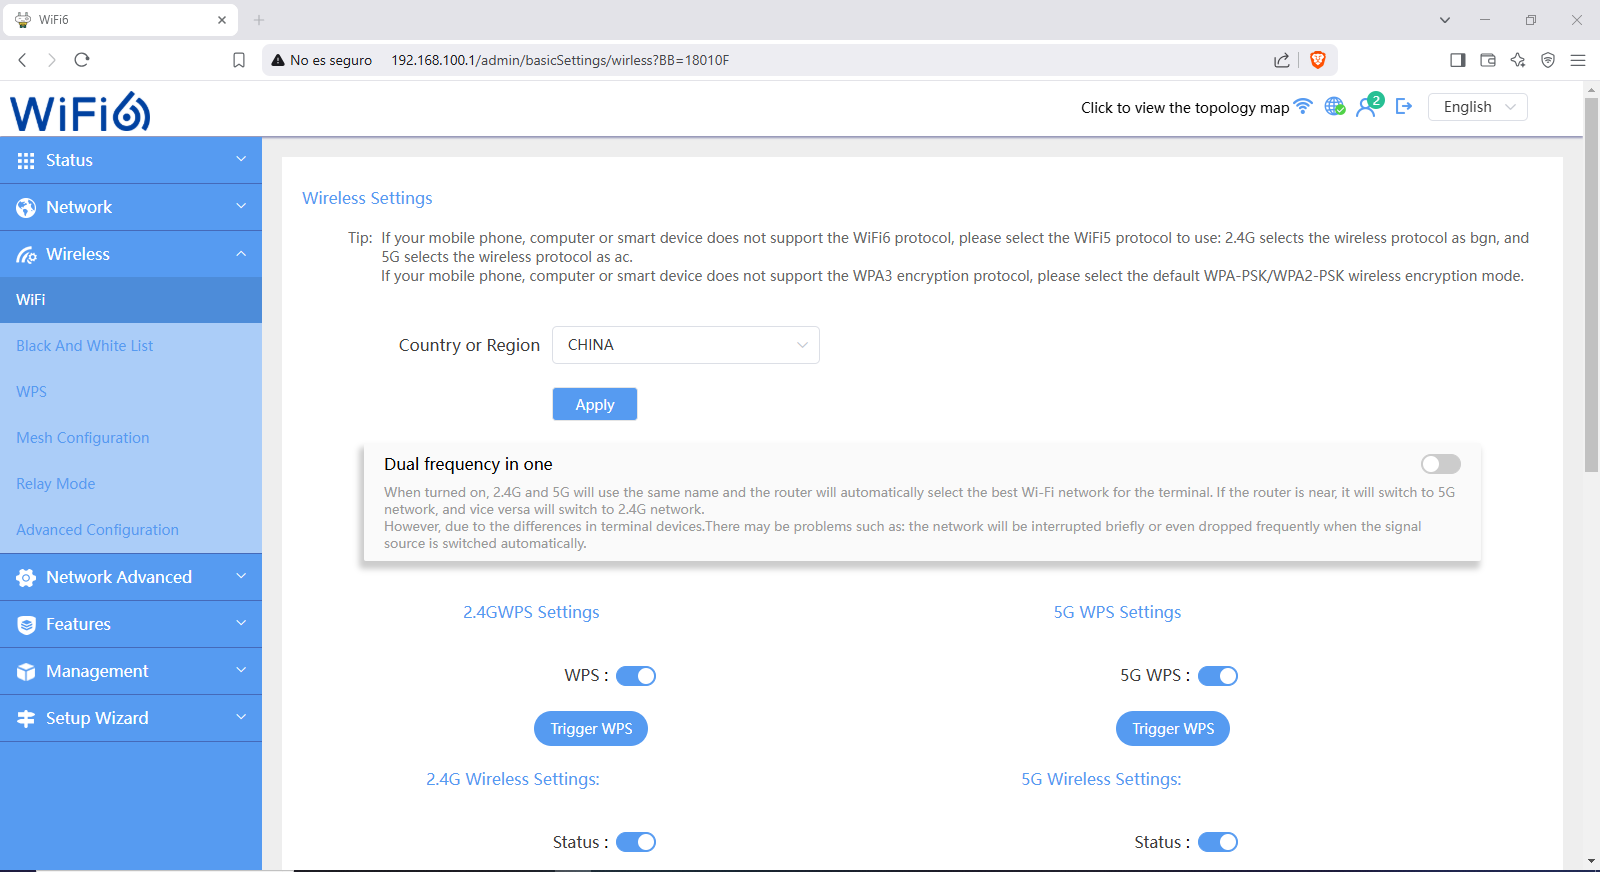 WiFi6
No es seguro 192.168.100.1/admin/basicSettings/wirless?BB=18010F
WiFi6
Click to view the topology map
2
English
Status
Network
Wireless
WiFi
Black And White List
WPS
Mesh Configuration
Relay Mode
Advanced Configuration
Network Advanced
Features
Management
Setup Wizard
Wireless Settings
Tip: If your mobile phone, computer or smart device does not support the WiFi6 protocol, please select the WiFi5 protocol to use: 2.4G selects the wireless protocol as bgn, and
5G selects the wireless protocol as ac.
If your mobile phone, computer or smart device does not support the WPA3 encryption protocol, please select the default WPA-PSK/WPA2-PSK wireless encryption mode.
Country or Region CHINA
Apply
Dual frequency in one
When turned on, 2.4G and 5G will use the same name and the router will automatically select the best Wi-Fi network for the terminal. If the router is near, it will switch to 5G
network, and vice versa will switch to 2.4G network.
However, due to the differences in terminal devices.There may be problems such as: the network will be interrupted briefly or even dropped frequently when the signal
source is switched automatically.
2.4GWPS Settings
WPS :
Trigger WPS
2.4G Wireless Settings:
Status :
5G WPS Settings
5G WPS :
Trigger WPS
5G Wireless Settings:
Status :